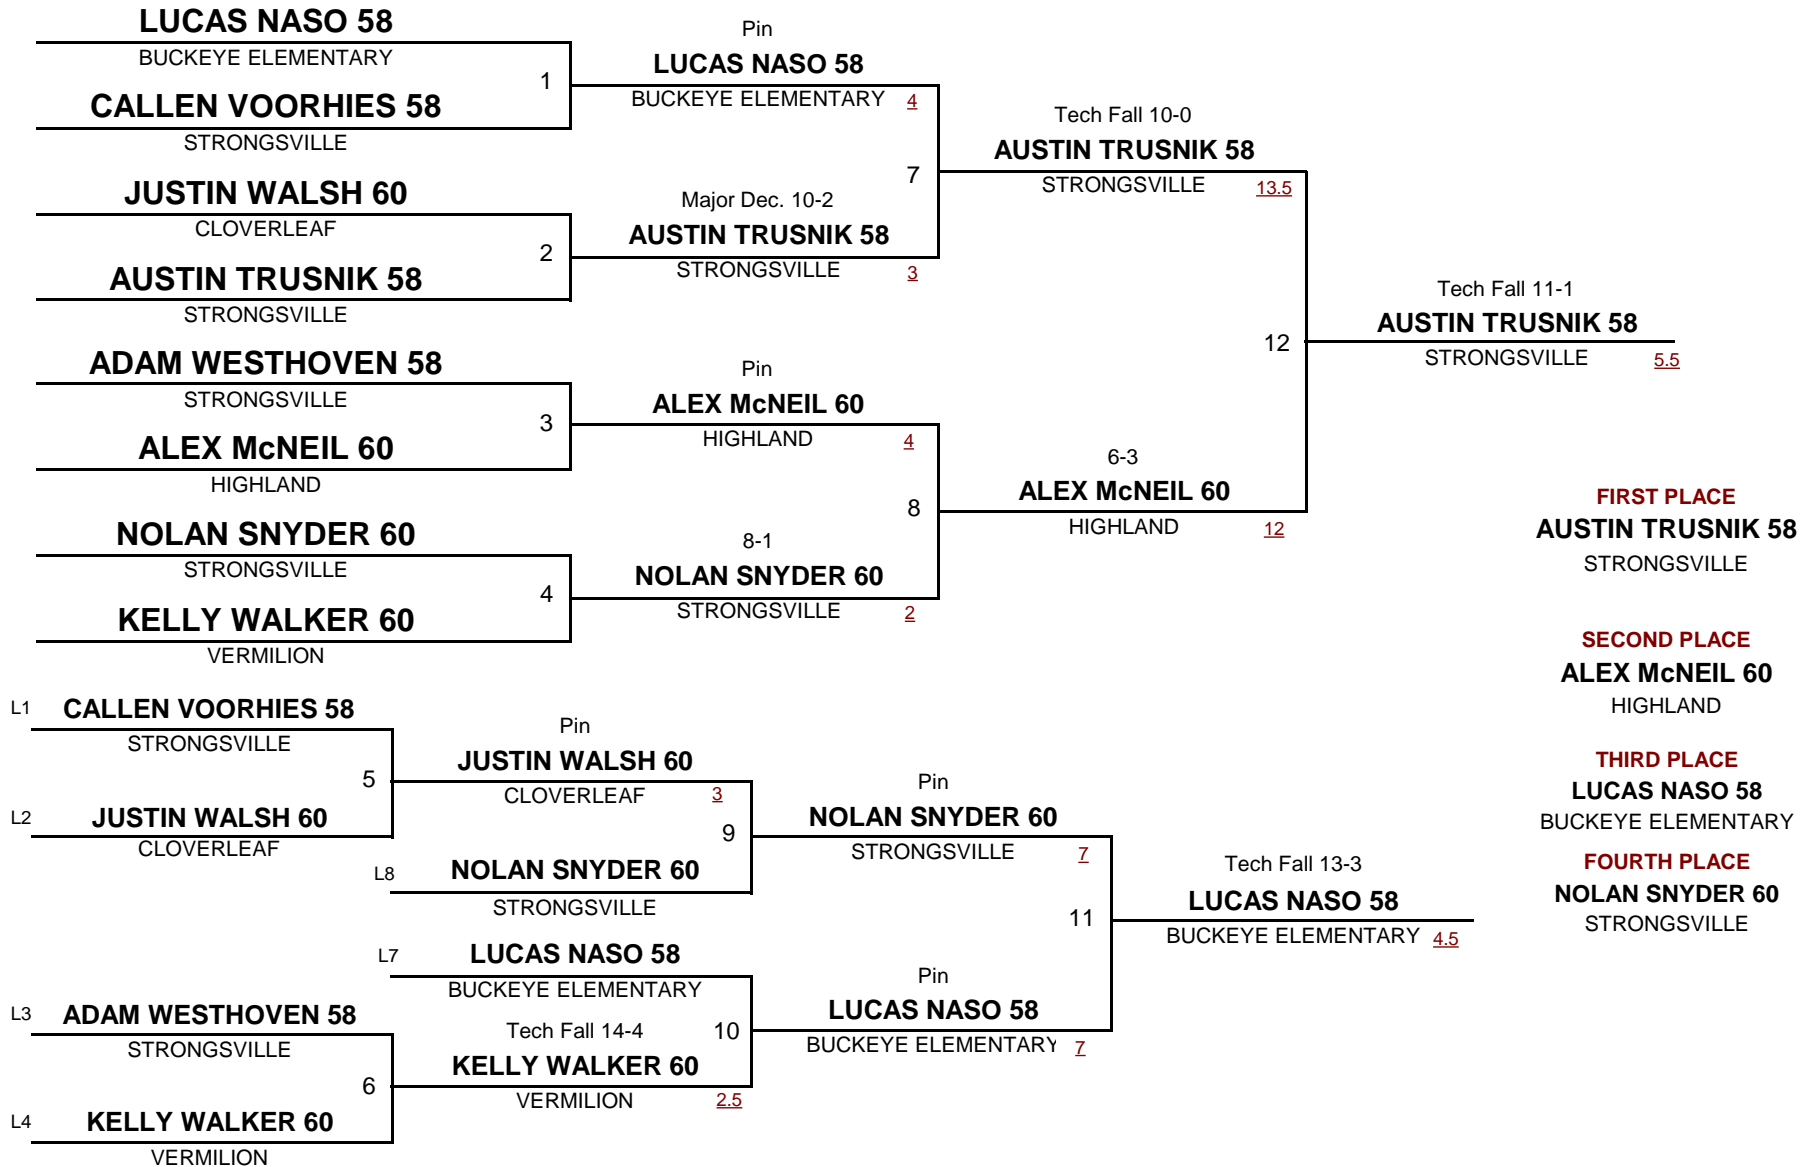 LUCAS NASO 58
BUCKEYE ELEMENTARY
1
CALLEN VOORHIES 58
STRONGSVILLE
Pin
LUCAS NASO 58
BUCKEYE ELEMENTARY 4
JUSTIN WALSH 60
CLOVERLEAF
2
AUSTIN TRUSNIK 58
STRONGSVILLE
Major Dec. 10-2
AUSTIN TRUSNIK 58
STRONGSVILLE 3
7
Tech Fall 10-0
AUSTIN TRUSNIK 58
STRONGSVILLE 13.5
ADAM WESTHOVEN 58
STRONGSVILLE
3
ALEX McNEIL 60
HIGHLAND
Pin
ALEX McNEIL 60
HIGHLAND 4
NOLAN SNYDER 60
STRONGSVILLE
4
KELLY WALKER 60
VERMILION
8-1
NOLAN SNYDER 60
STRONGSVILLE 2
8
6-3
ALEX McNEIL 60
HIGHLAND 12
12
Tech Fall 11-1
AUSTIN TRUSNIK 58
STRONGSVILLE 5.5
FIRST PLACE
AUSTIN TRUSNIK 58
STRONGSVILLE
SECOND PLACE
ALEX McNEIL 60
HIGHLAND
THIRD PLACE
LUCAS NASO 58
BUCKEYE ELEMENTARY
FOURTH PLACE
NOLAN SNYDER 60
STRONGSVILLE
L1 CALLEN VOORHIES 58
STRONGSVILLE
5
L2 JUSTIN WALSH 60
CLOVERLEAF
Pin
JUSTIN WALSH 60
CLOVERLEAF 3
9
L8 NOLAN SNYDER 60
STRONGSVILLE
Pin
NOLAN SNYDER 60
STRONGSVILLE 7
L7 LUCAS NASO 58
BUCKEYE ELEMENTARY
L3 ADAM WESTHOVEN 58
STRONGSVILLE
6
L4 KELLY WALKER 60
VERMILION
Tech Fall 14-4
KELLY WALKER 60
VERMILION 2.5
10
Pin
LUCAS NASO 58
BUCKEYE ELEMENTARY 7
11
Tech Fall 13-3
LUCAS NASO 58
BUCKEYE ELEMENTARY 4.5